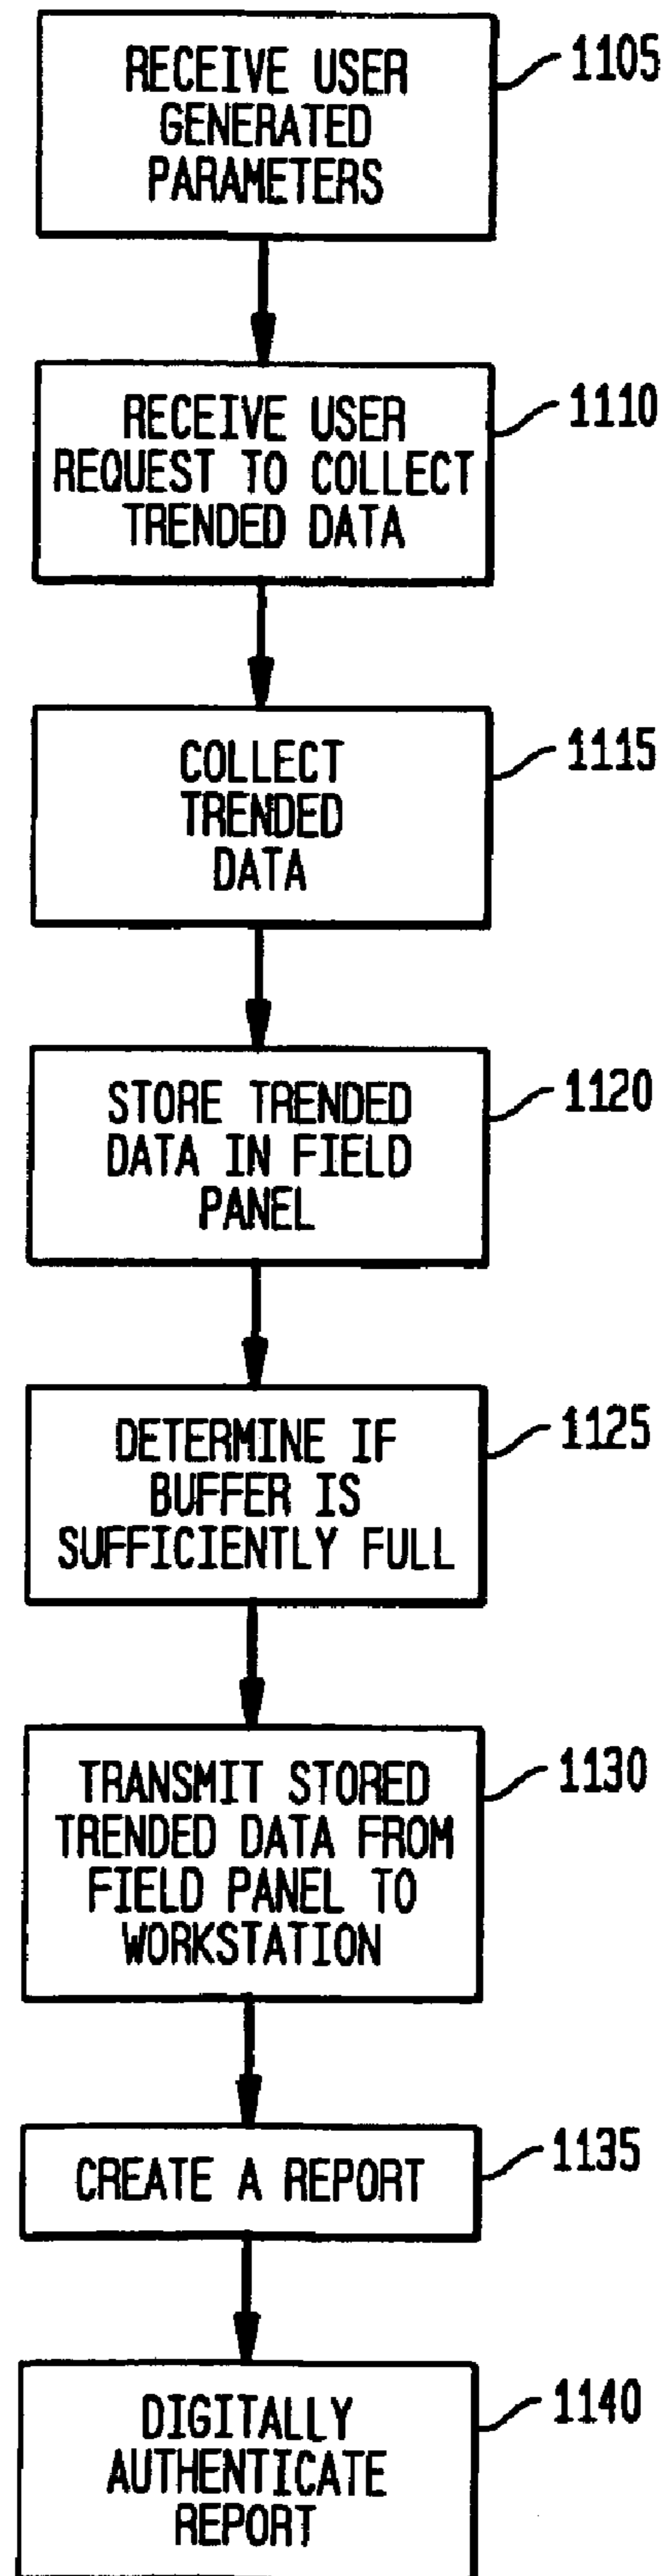 RECEIVE USER
GENERATED
PARAMETERS
1105
RECEIVE USER
REQUEST TO COLLECT
TRENDED DATA
1110
COLLECT
TRENDED
DATA
1115
STORE TRENDED
DATA IN FIELD
PANEL
1120
DETERMINE IF
BUFFER IS
SUFFICIENTLY FULL
1125
TRANSMIT STORED
TRENDED DATA FROM
FIELD PANEL TO
WORKSTATION
1130
CREATE A REPORT
1135
DIGITALLY
AUTHENTICATE
REPORT
1140